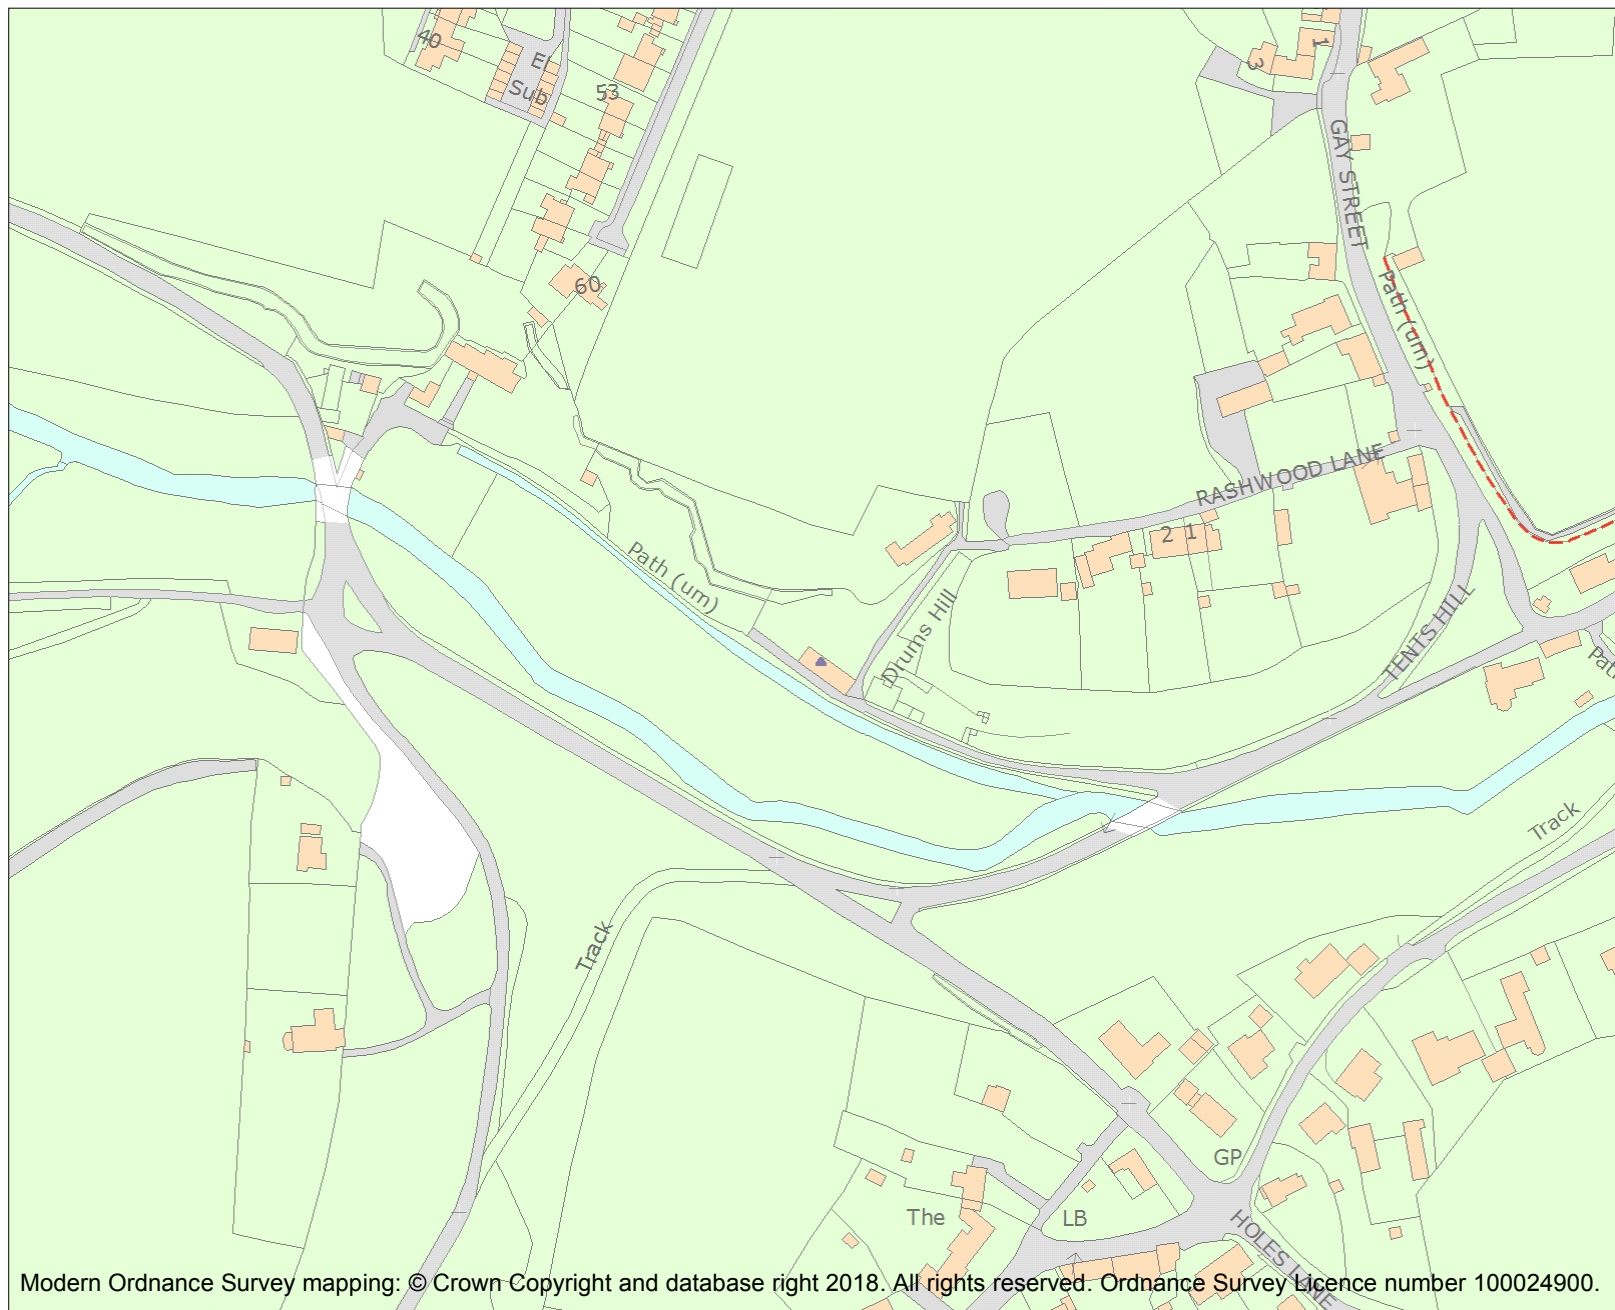 40
El
Sub
53
60
1
3
GAY STREET
Path (um)
RASHWOOD LANE
2 1
Path (um)
Drums Hill
TENTS HILL
Track
Track
GP
The
LB
HOLES LANE
Modern Ordnance Survey mapping: © Crown Copyright and database right 2018. All rights reserved. Ordnance Survey Licence number 100024900.